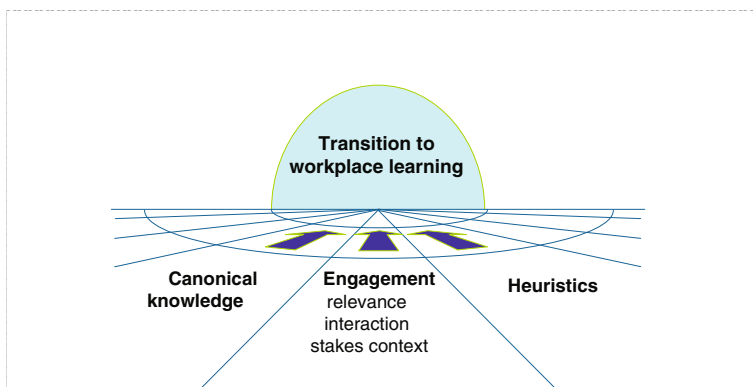 Transition to
workplace learning
Canonical
knowledge
Engagement
relevance
interaction
stakes context
Heuristics